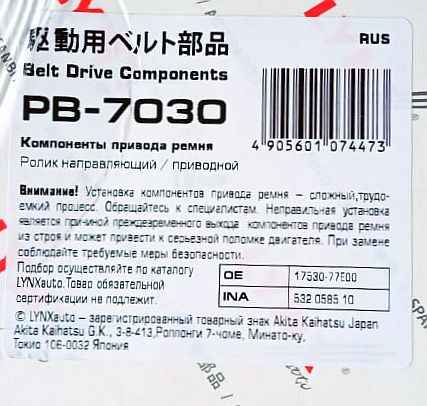 駆動用ベルト部品
RUS
Belt Drive Components
PB-7030
Компоненты привода ремня
Ролик направляющий / приводной
4 905601 074473
Внимание! Установка компонентов привода ремня – сложный,трудо-
емкий процесс. Обращайтесь к специалистам. Неправильная установка
является причиной преждевременного выхода компонентов привода ремня
из строя и может привести к серьезной поломке двигателя. При замене
соблюдайте требуемые меры безопасности.
Подбор осуществляйте по каталогу
LYNXauto.Товар обязательной
сертификации не подлежит.
OE 17530-77E00
INA 532 0585 10
© LYNXauto – зарегистрированный товарный знак Akita Kaihatsu Japan
Akita Kaihatsu G.K., 3-8-413,Роппонги 7-чоме, Минато-ку,
Токио 106-0032 Япония